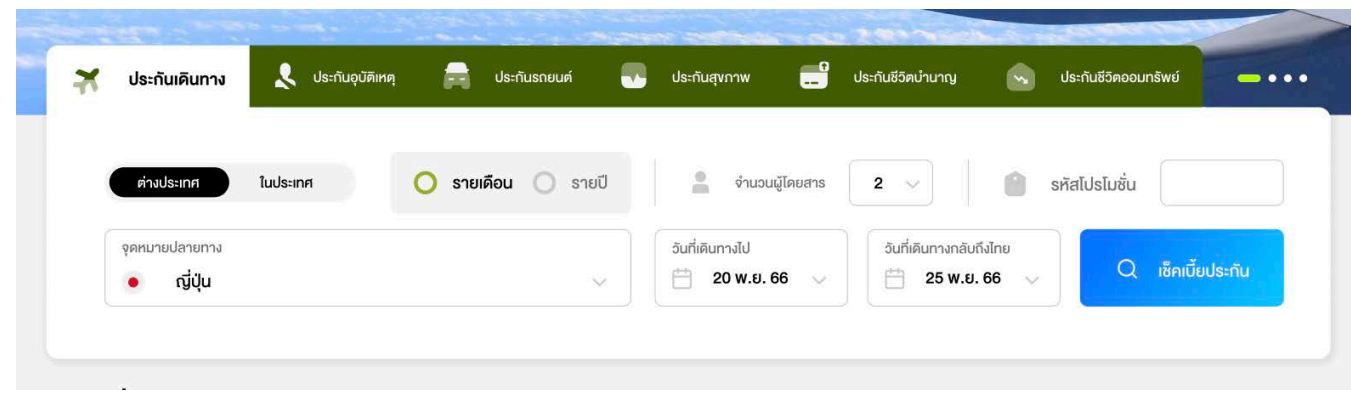 ประกันเดินทาง ประกันอุบัติเหตุ ประกันรถยนต์ ประกันสุขภาพ ประกันชีวิตบำนาญ ประกันชีวิตออมทรัพย์
ต่างประเทศ ในประเทศ รายเดือน รายปี จำนวนผู้โดยสาร 2 รหัสโปรโมชั่น
จุดหมายปลายทาง วันที่เดินทางไป วันที่เดินทางกลับถึงไทย
ญี่ปุ่น 20 พ.ย. 66 25 พ.ย. 66 เช็คเบี้ยประกัน